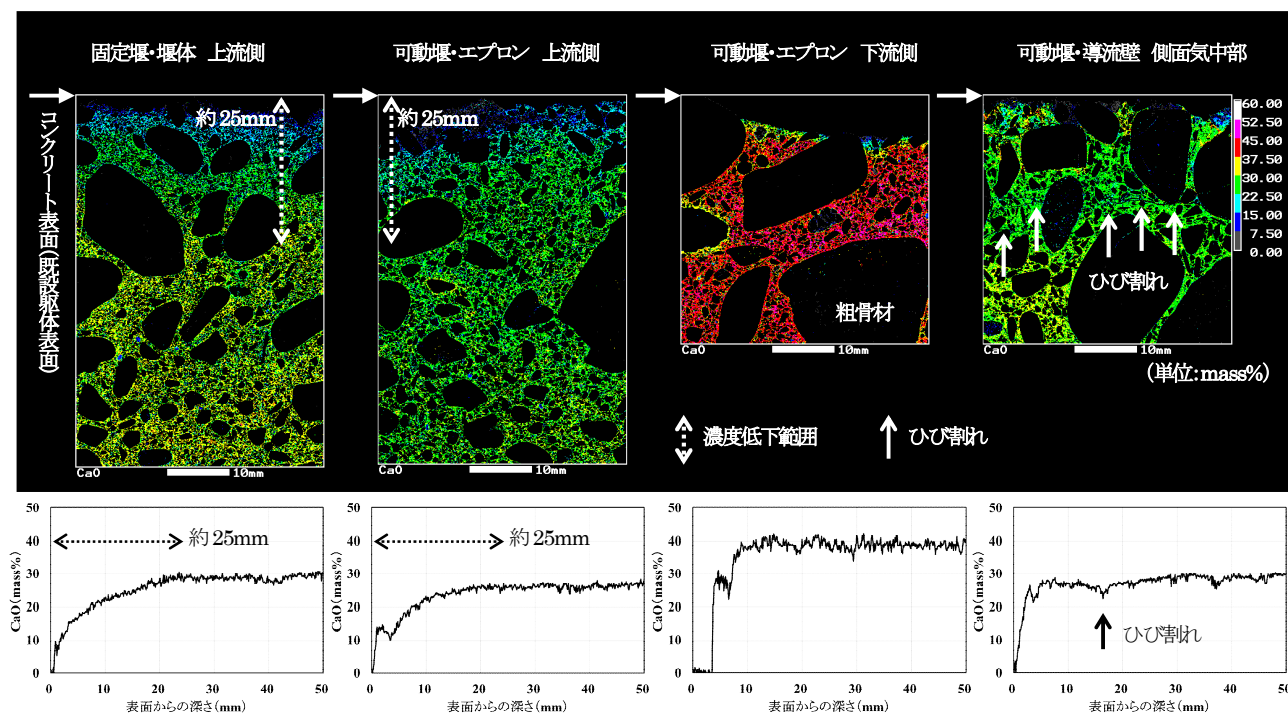 固定堰・堰体 上流側
可動堰・エプロン 上流側
可動堰・エプロン 下流側
可動堰・導流壁 側面気中部
コンクリート表面(既設躯体表面)
約25mm
約25mm
粗骨材
ひび割れ
60.00
52.50
45.00
37.50
30.00
22.50
15.00
7.50
0.00
CaO 10mm
CaO 10mm
CaO 10mm
CaO 10mm
(単位:mass%)
濃度低下範囲
ひび割れ
CaO(mass%)
50
40
30
20
10
0
約25mm
0 10 20 30 40 50
表面からの深さ(mm)
CaO(mass%)
50
40
30
20
10
0
約25mm
0 10 20 30 40 50
表面からの深さ(mm)
CaO(mass%)
50
40
30
20
10
0
0 10 20 30 40 50
表面からの深さ(mm)
CaO(mass%)
50
40
30
20
10
0
ひび割れ
0 10 20 30 40 50
表面からの深さ(mm)